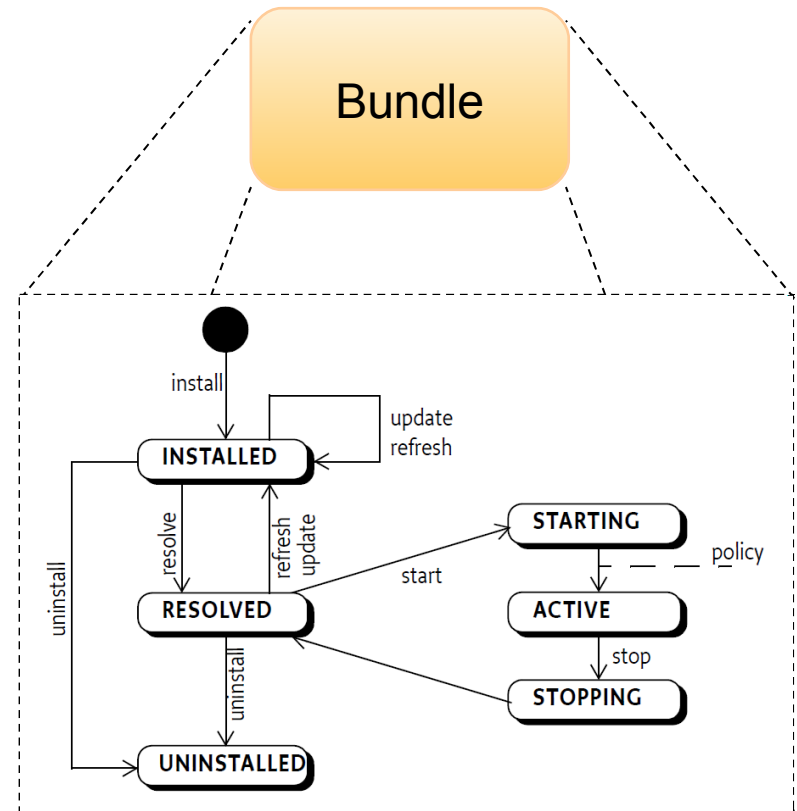 Bundle
install
update
refresh
INSTALLED
resolve
refresh
update
STARTING
policy
start
uninstall
RESOLVED
ACTIVE
stop
uninstall
STOPPING
UNINSTALLED